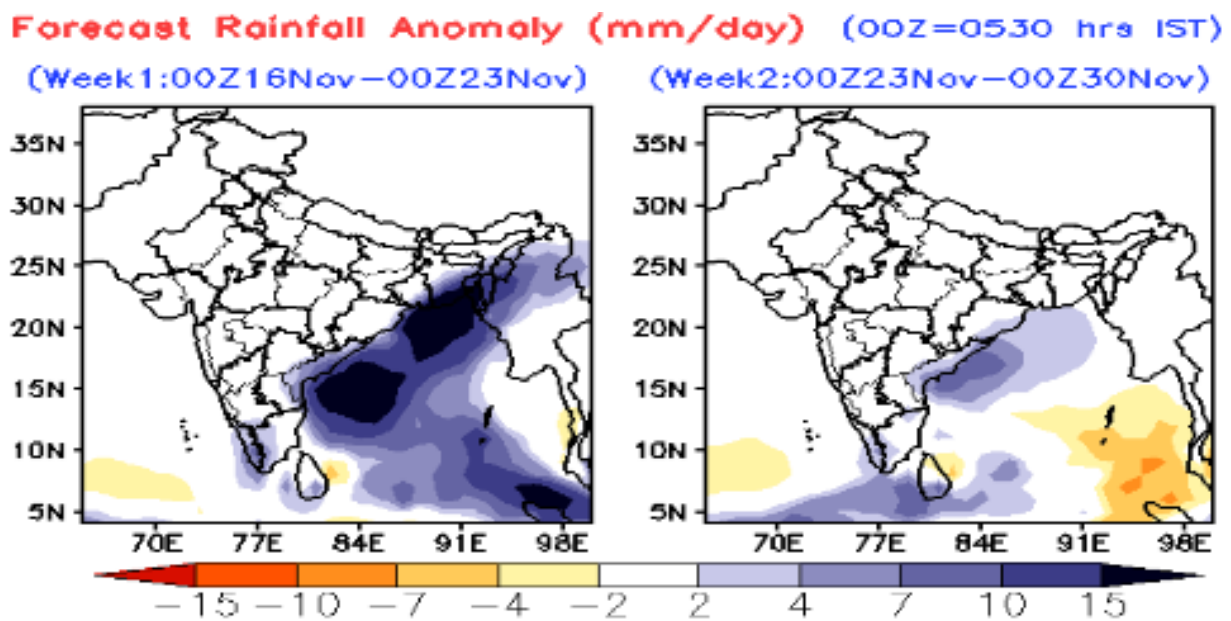 Forecast Rainfall Anomaly (mm/day) (00Z=0530 hrs IST)
(Week1:00Z16Nov-00Z23Nov) (Week2:00Z23Nov-00Z30Nov)
35N 35N
30N 30N
25N 25N
20N 20N
15N 15N
10N 10N
5N 5N
70E 77E 84E 91E 98E 70E 77E 84E 91E 98E
-15 -10 -7 -4 -2 2 4 7 10 15